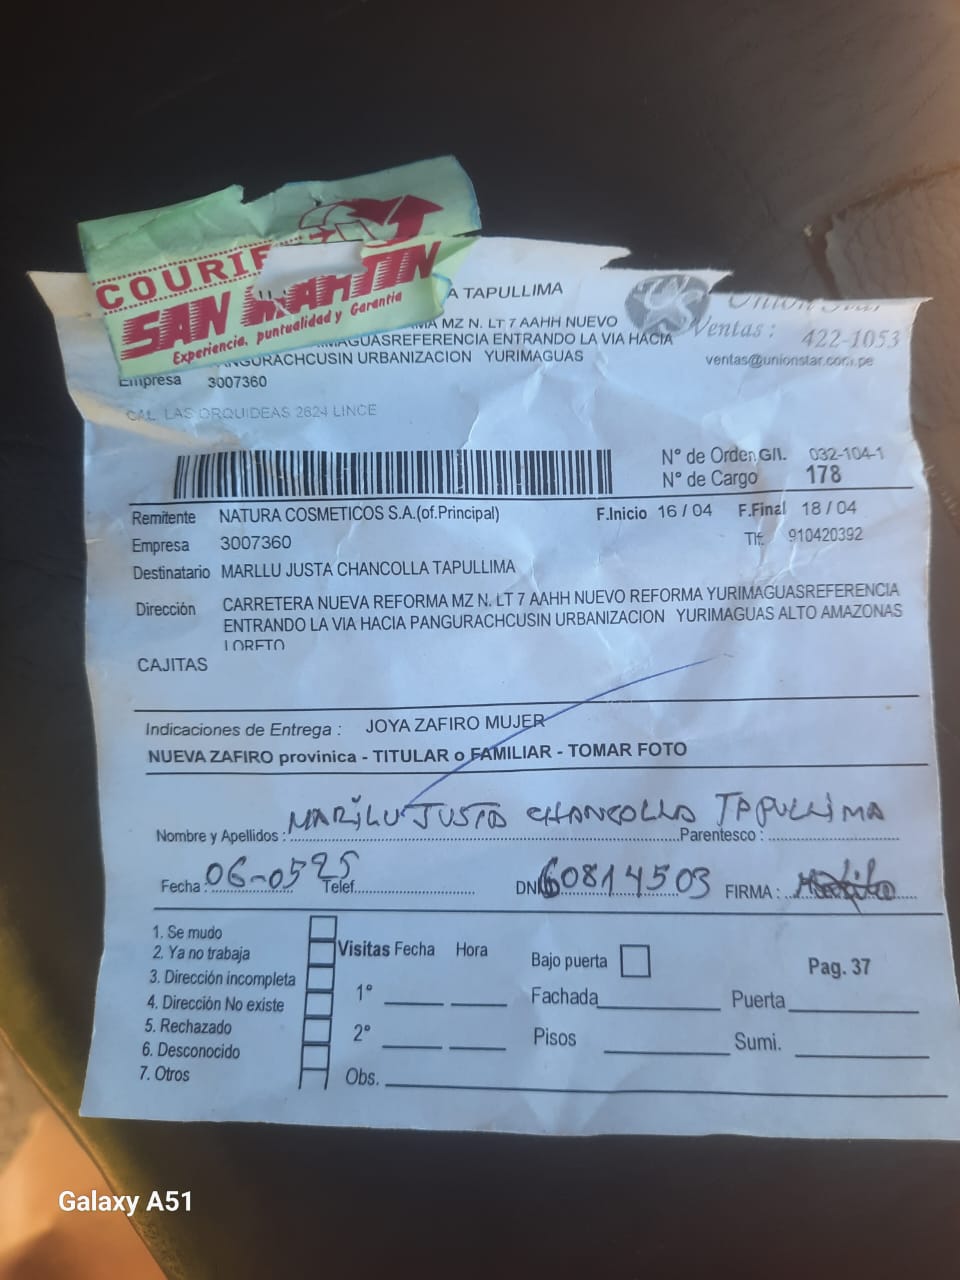 COURIE
SAN MARTIN
Experiencia, puntualidad y Garantia
A TAPULLIMA
MZ N. LT 7 AAHH NUEVO
MAGUASREFERENCIA ENTRANDO LA VIA HACIA
PANGURACHCUSIN URBANIZACION YURIMAGUAS
Empresa 3007360
CAL. LAS ORQUIDEAS 2624 LINCE
Union Star
Ventas : 422-1053
ventas@unionstar.com.pe
N° de Orden G/I. 032-104-1
N° de Cargo 178
Remitente NATURA COSMETICOS S.A.(of.Principal) F.Inicio 16 / 04 F.Final 18 / 04
Empresa 3007360 Tlf: 910420392
Destinatario MARLLU JUSTA CHANCOLLA TAPULLIMA
Dirección CARRETERA NUEVA REFORMA MZ N. LT 7 AAHH NUEVO REFORMA YURIMAGUASREFERENCIA
ENTRANDO LA VIA HACIA PANGURACHCUSIN URBANIZACION YURIMAGUAS ALTO AMAZONAS
LORETO
CAJITAS
Indicaciones de Entrega : JOYA ZAFIRO MUJER
NUEVA ZAFIRO provinica - TITULAR o FAMILIAR - TOMAR FOTO
Nombre y Apellidos : MARILU JUSTA CHANCOLLA TAPULLIMA Parentesco :
Fecha : 06-05 25 Telef. DNI 60814503 FIRMA :
1. Se mudo
2. Ya no trabaja
3. Dirección incompleta
4. Dirección No existe
5. Rechazado
6. Desconocido
7. Otros
Visitas Fecha Hora
1°
2°
Obs.
Bajo puerta
Fachada
Pisos
Pag. 37
Puerta
Sumi.
Galaxy A51